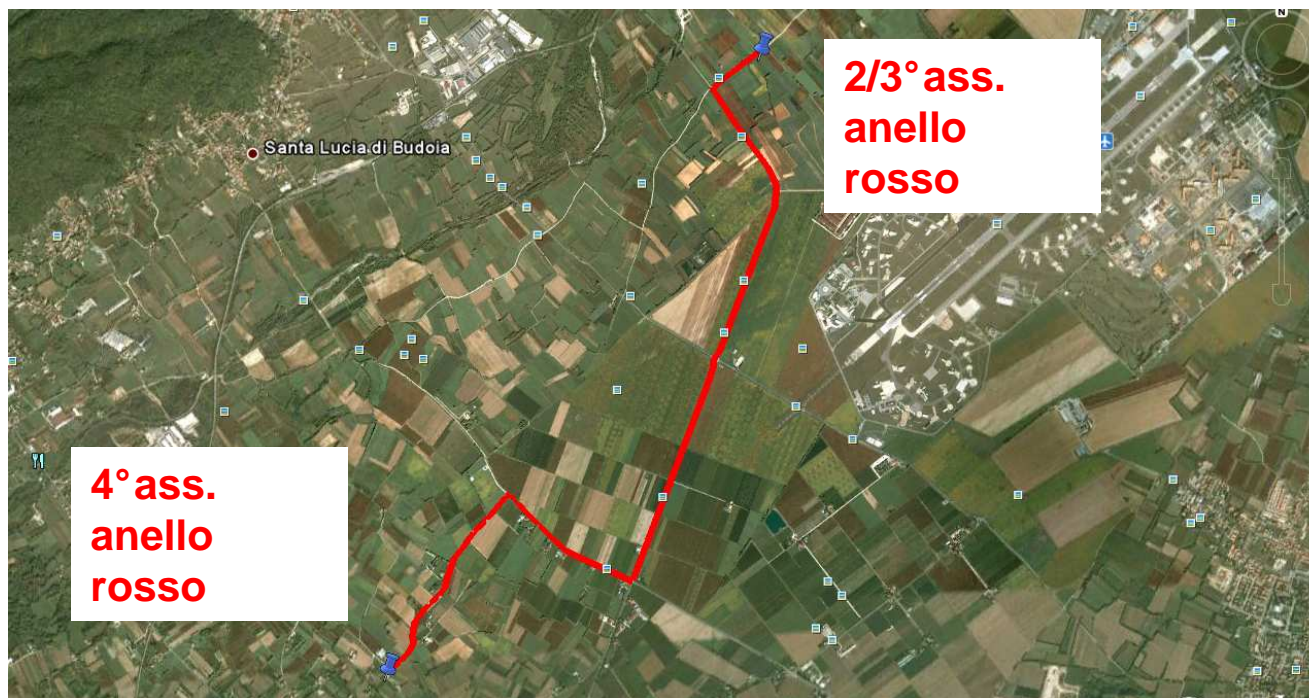 N
2/3° ass.
anello
rosso
Santa Lucia di Budoia
4° ass.
anello
rosso